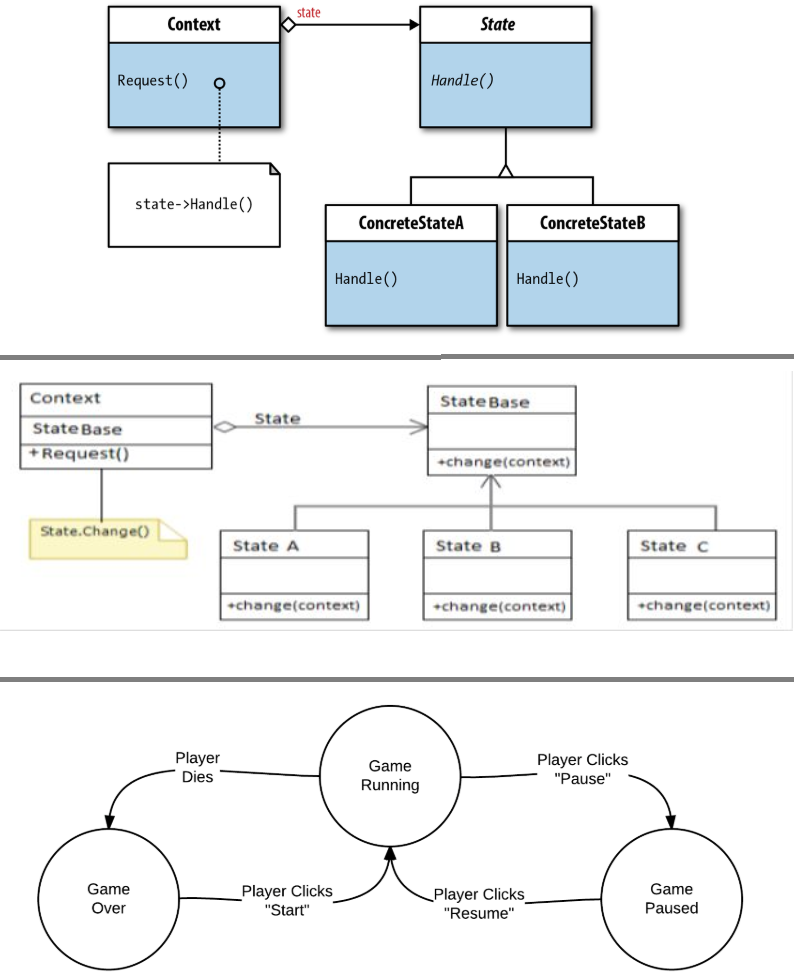 Context
state
State
Request()
Handle()
state->Handle()
ConcreteStateA
ConcreteStateB
Handle()
Handle()
Context
StateBase
+Request()
State
StateBase
+change(context)
State.Change()
State A
State B
State C
+change(context)
+change(context)
+change(context)
Game
Running
Player
Dies
Player Clicks
"Pause"
Game
Over
Player Clicks
"Start"
Player Clicks
"Resume"
Game
Paused